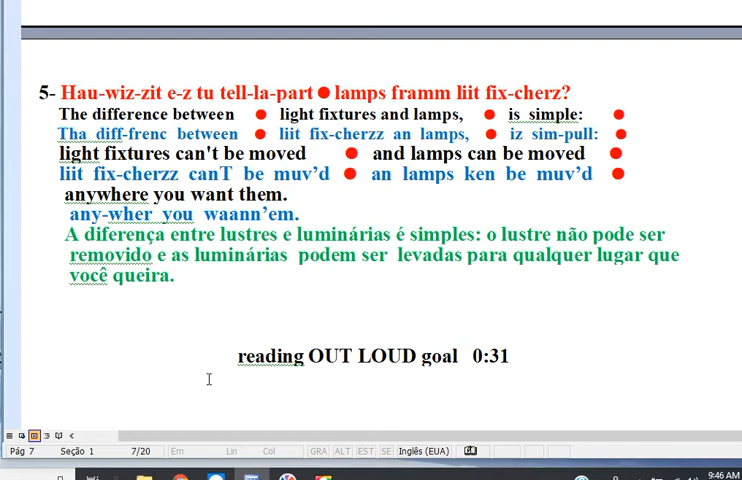 5- Hau-wiz-zit e-z tu tell-la-part ● lamps framm liit fix-cherz?
The difference between ● light fixtures and lamps, ● is simple: ●
Tha diff-frenc between ● liit fix-cherzz an lamps, ● iz sim-pull: ●
light fixtures can't be moved ● and lamps can be moved ●
liit fix-cherzz canT be muv'd ● an lamps ken be muv'd ●
anywhere you want them.
any-wher you waann'em.
A diferença entre lustres e luminárias é simples: o lustre não pode ser
removido e as luminárias podem ser levadas para qualquer lugar que
você queira.
reading OUT LOUD goal 0:31
Pág 7 Seção 1 7/20 Em Lin Col GRA ALT EST SE Inglês (EUA)
9:46 AM